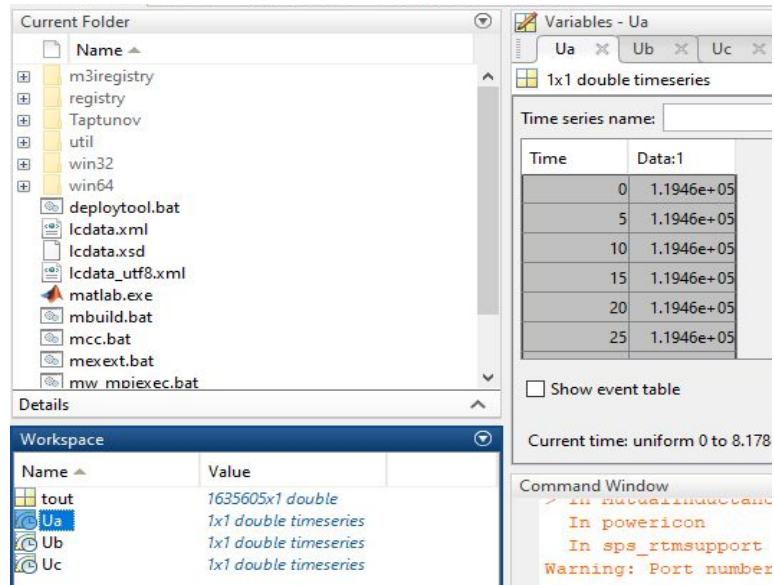 Current Folder
Name
m3iregistry
registry
Taptunov
util
win32
win64
deploytool.bat
lcdata.xml
lcdata.xsd
lcdata_utf8.xml
matlab.exe
mbuild.bat
mcc.bat
mexext.bat
mw_mpiexec.bat
Details
Workspace
Name Value
tout 1635605x1 double
Ua 1x1 double timeseries
Ub 1x1 double timeseries
Uc 1x1 double timeseries
Variables - Ua
Ua Ub Uc
1x1 double timeseries
Time series name:
Time Data:1
0 1.1946e+05
5 1.1946e+05
10 1.1946e+05
15 1.1946e+05
20 1.1946e+05
25 1.1946e+05
Show event table
Current time: uniform 0 to 8.178
Command Window
> In MutualInductanc
In powericon
In sps_rtmsupport
Warning: Port number